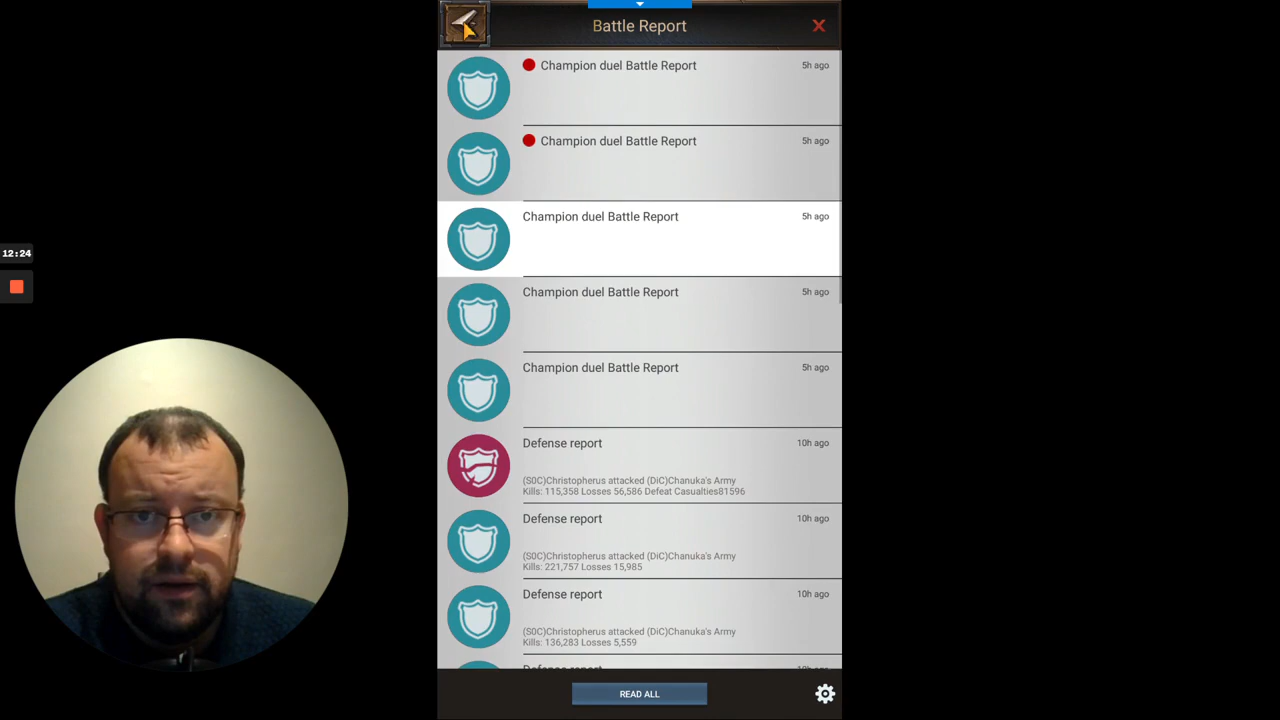 Battle Report
Champion duel Battle Report
5h ago
Champion duel Battle Report
5h ago
12:24
Champion duel Battle Report
5h ago
Champion duel Battle Report
5h ago
Champion duel Battle Report
5h ago
Defense report
10h ago
(S0C)Christopherus attacked (DiC)Chanuka's Army
Kills: 115,358 Losses 56,586 Defeat Casualties81596
Defense report
10h ago
(S0C)Christopherus attacked (DiC)Chanuka's Army
Kills: 221,757 Losses 15,985
Defense report
10h ago
(S0C)Christopherus attacked (DiC)Chanuka's Army
Kills: 136,283 Losses 5,559
Defense report
READ ALL